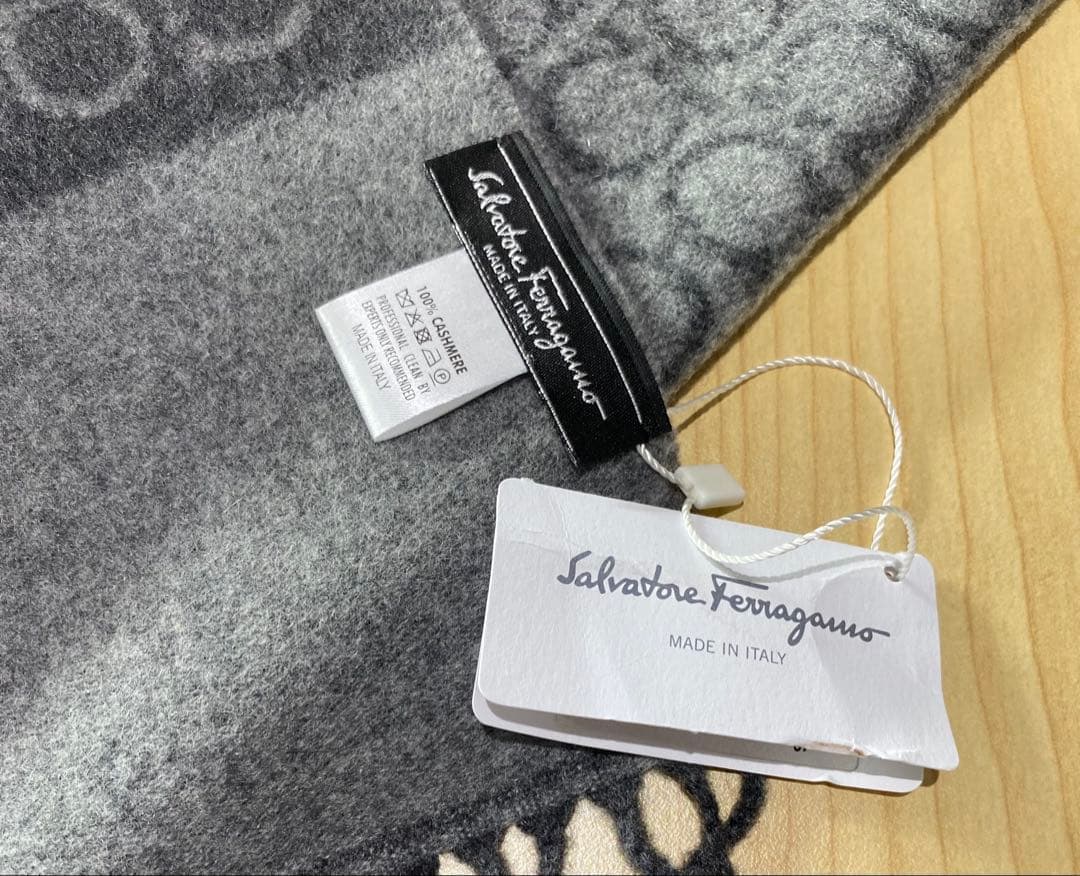 Salvatore Ferragamo
MADE IN ITALY
100% CASHMERE
PROFESSIONAL CLEAN BY
EXPERTS ONLY RECOMMENDED
MADE IN ITALY
Salvatore Ferragamo
MADE IN ITALY